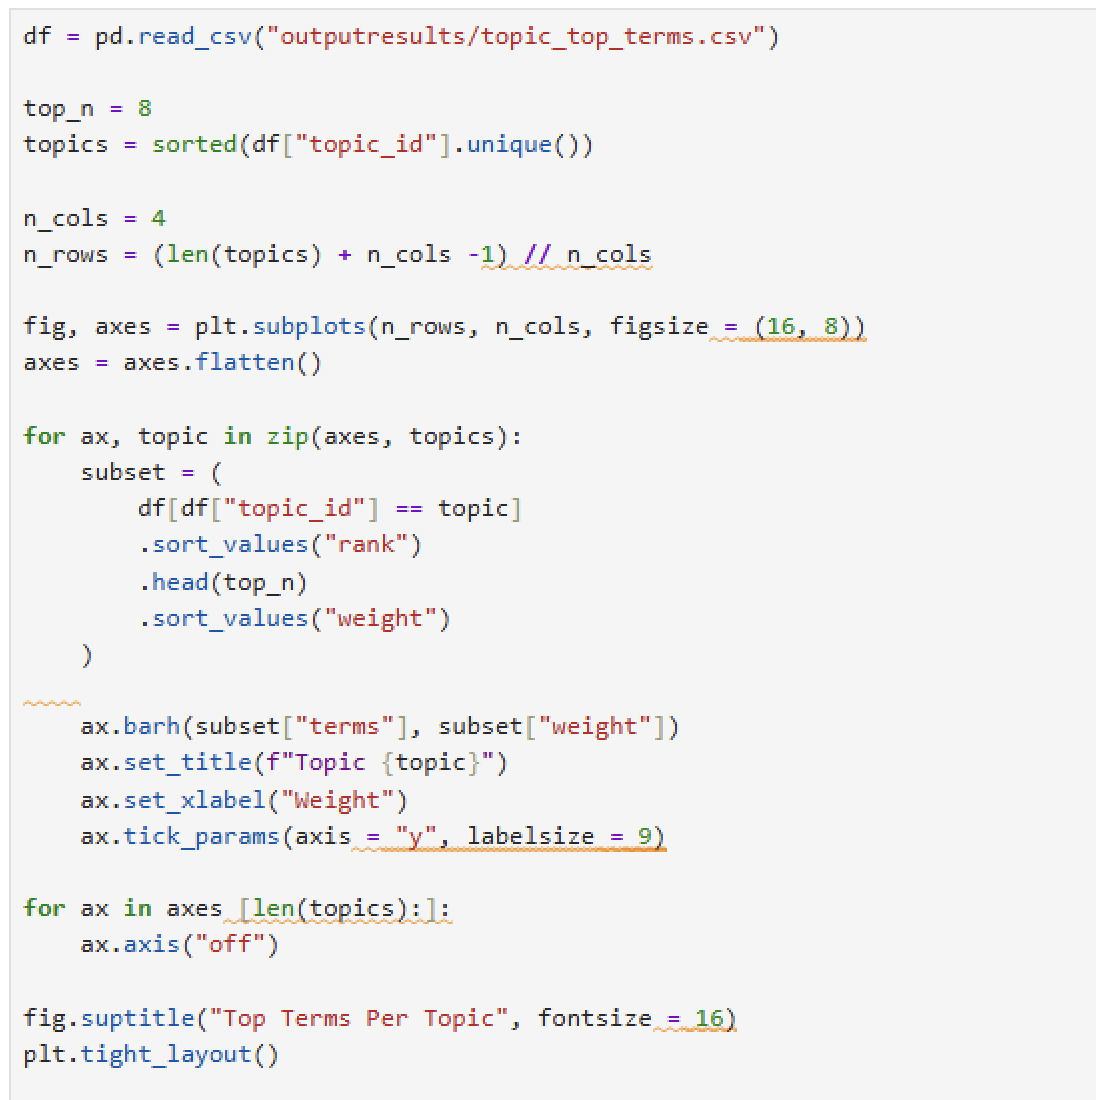 df = pd.read_csv("outputresults/topic_top_terms.csv")

top_n = 8
topics = sorted(df["topic_id"].unique())

n_cols = 4
n_rows = (len(topics) + n_cols -1) // n_cols

fig, axes = plt.subplots(n_rows, n_cols, figsize = (16, 8))
axes = axes.flatten()

for ax, topic in zip(axes, topics):
    subset = (
        df[df["topic_id"] == topic]
        .sort_values("rank")
        .head(top_n)
        .sort_values("weight")
    )

    ax.barh(subset["terms"], subset["weight"])
    ax.set_title(f"Topic {topic}")
    ax.set_xlabel("Weight")
    ax.tick_params(axis = "y", labelsize = 9)

for ax in axes [len(topics):]:
    ax.axis("off")

fig.suptitle("Top Terms Per Topic", fontsize = 16)
plt.tight_layout()